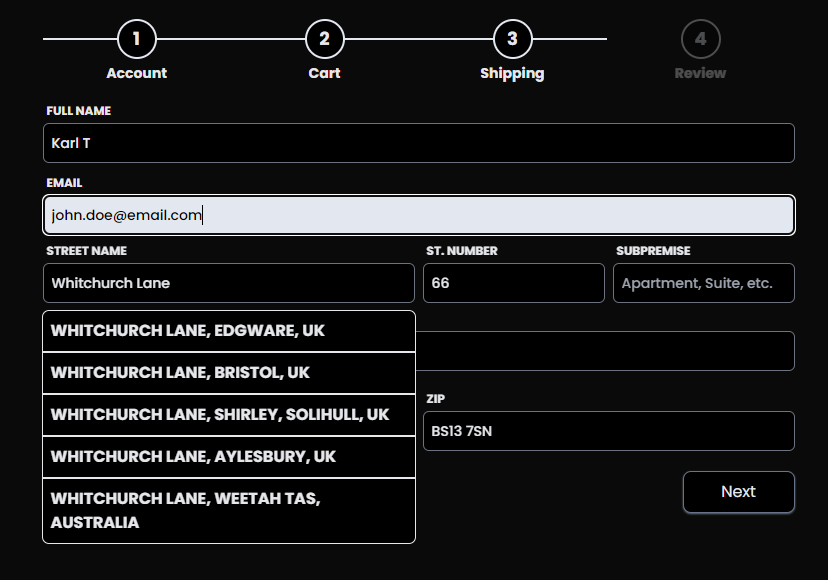 1 2 3 4
Account Cart Shipping Review
FULL NAME
Karl T
EMAIL
john.doe@email.com
STREET NAME ST. NUMBER SUBPREMISE
Whitchurch Lane 66 Apartment, Suite, etc.
WHITCHURCH LANE, EDGWARE, UK
WHITCHURCH LANE, BRISTOL, UK
ZIP
WHITCHURCH LANE, SHIRLEY, SOLIHULL, UK
BS13 7SN
WHITCHURCH LANE, AYLESBURY, UK
WHITCHURCH LANE, WEETAH TAS,
AUSTRALIA
Next